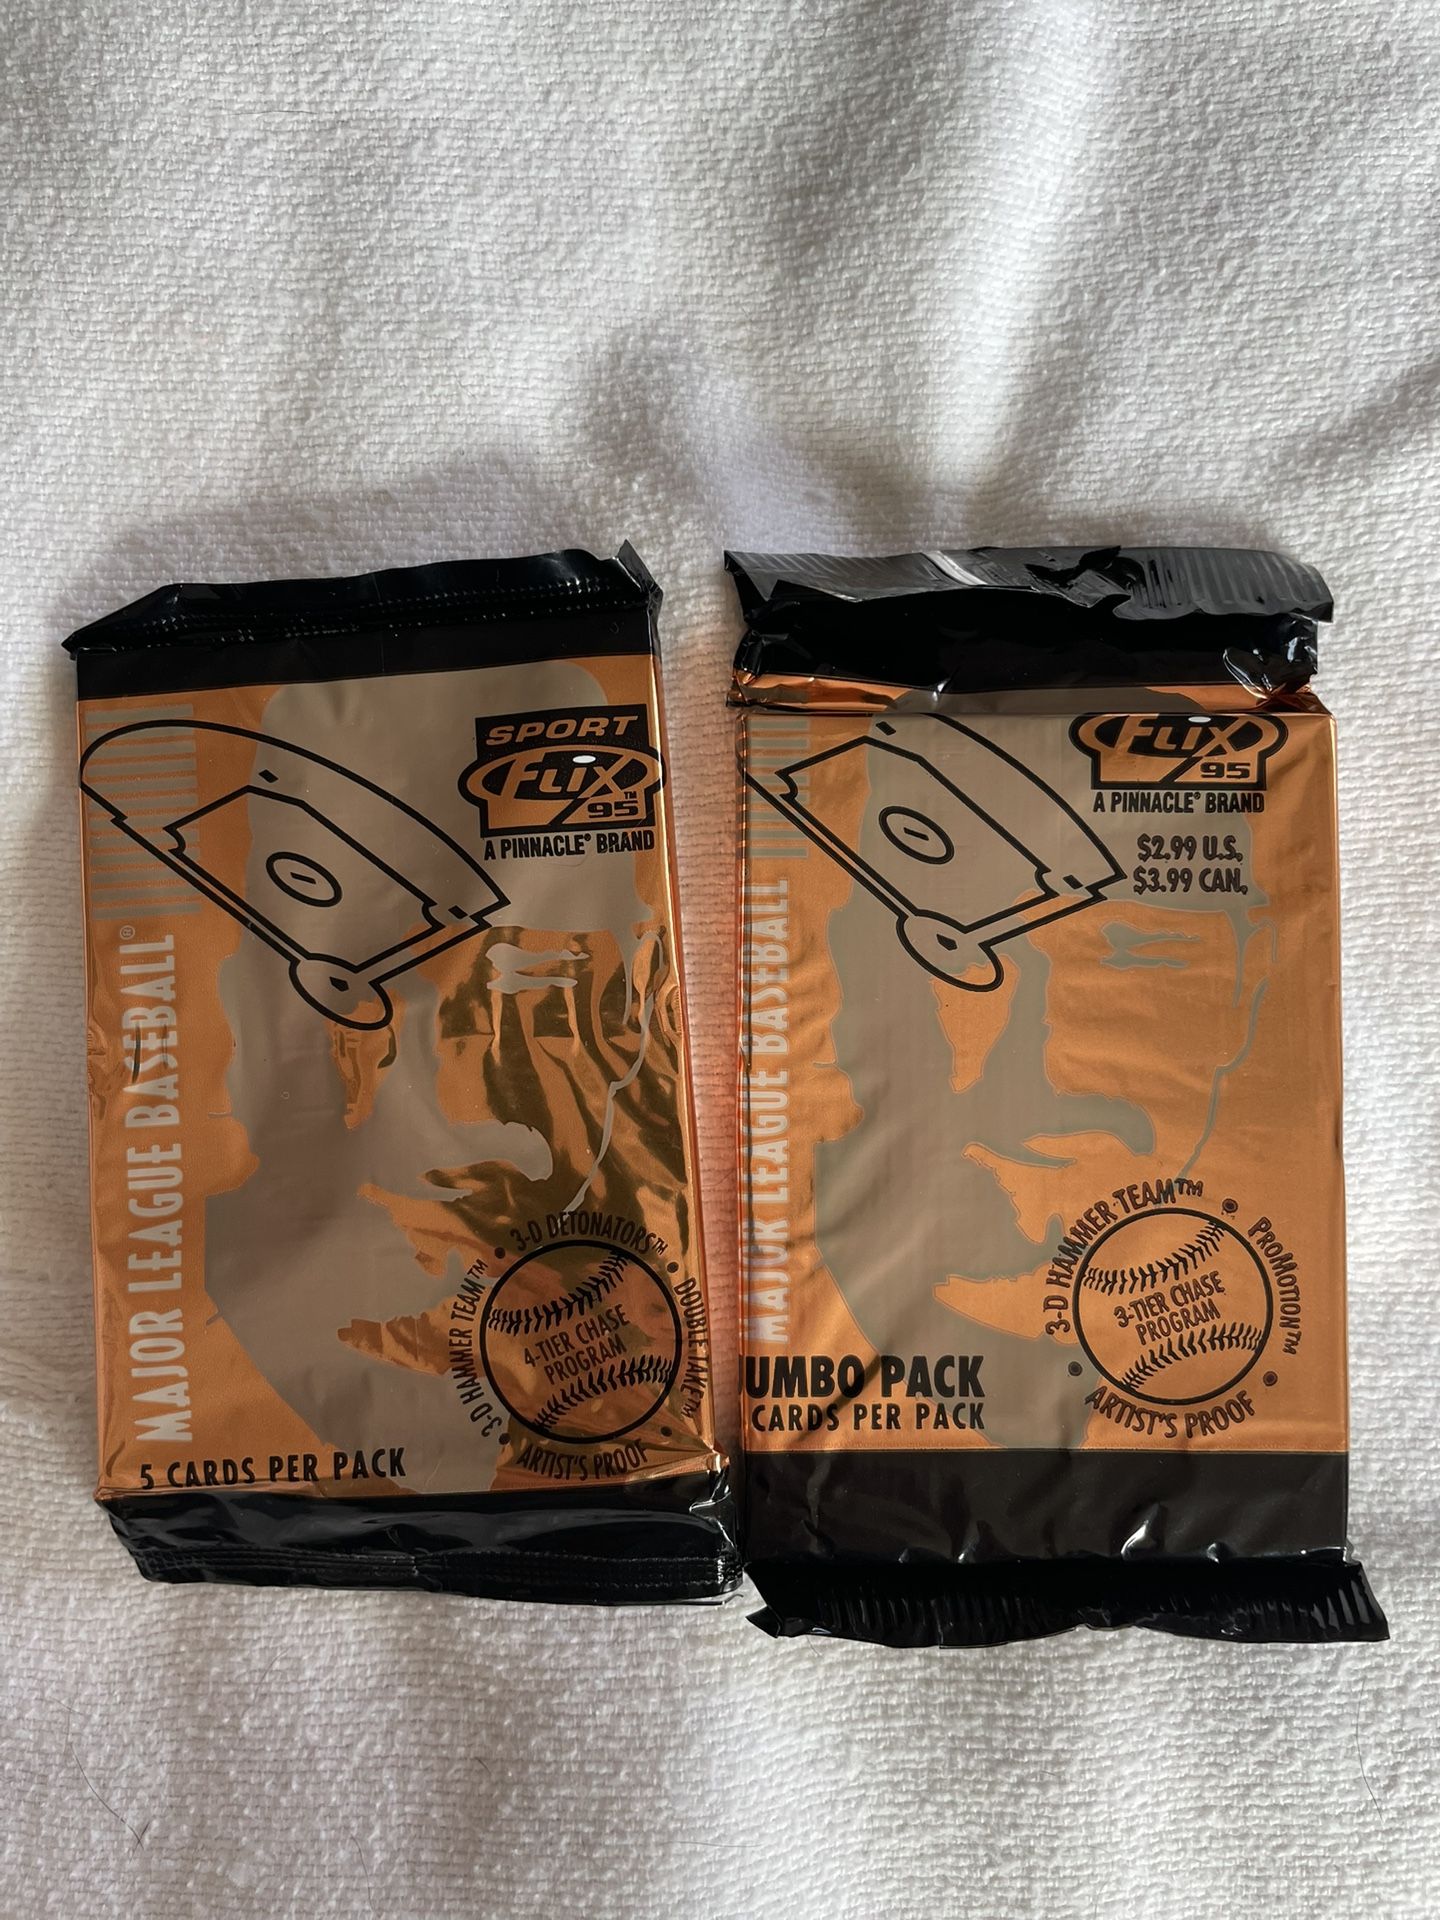 SPORT
FLiX™
95
A PINNACLE® BRAND
MAJOR LEAGUE BASEBALL®
3-D HAMMER TEAM™ • 3-D DETONATORS™ • DOUBLE TAKE™ • ARTIST'S PROOF •
4-TIER CHASE
PROGRAM
5 CARDS PER PACK
FLiX
95
A PINNACLE® BRAND
$2.99 U.S.
$3.99 CAN.
MAJOR LEAGUE BASEBALL
3-D HAMMER TEAM™ • PROMOTION™ • ARTIST'S PROOF •
3-TIER CHASE
PROGRAM
JUMBO PACK
CARDS PER PACK